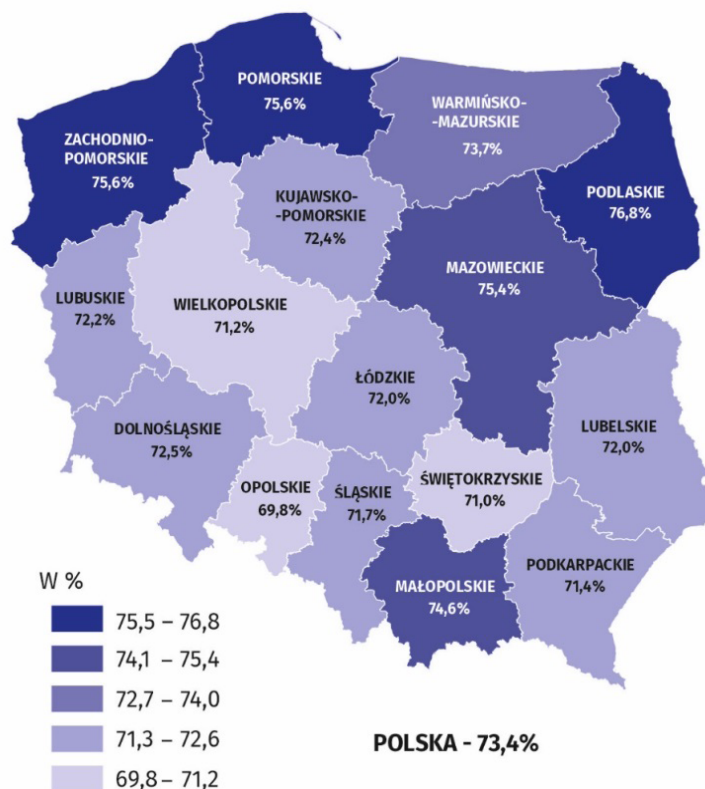 POMORSKIE
75,6%
WARMIŃSKO-
-MAZURSKIE
73,7%
ZACHODNIO-
POMORSKIE
75,6%
PODLASKIE
76,8%
KUJAWSKO-
-POMORSKIE
72,4%
MAZOWIECKIE
75,4%
LUBUSKIE
72,2%
WIELKOPOLSKIE
71,2%
ŁÓDZKIE
72,0%
LUBELSKIE
72,0%
DOLNOŚLĄSKIE
72,5%
OPOLSKIE
69,8%
ŚLĄSKIE
71,7%
ŚWIĘTOKRZYSKIE
71,0%
PODKARPACKIE
71,4%
MAŁOPOLSKIE
74,6%
W %
75,5 – 76,8
74,1 – 75,4
72,7 – 74,0
71,3 – 72,6
69,8 – 71,2
POLSKA - 73,4%